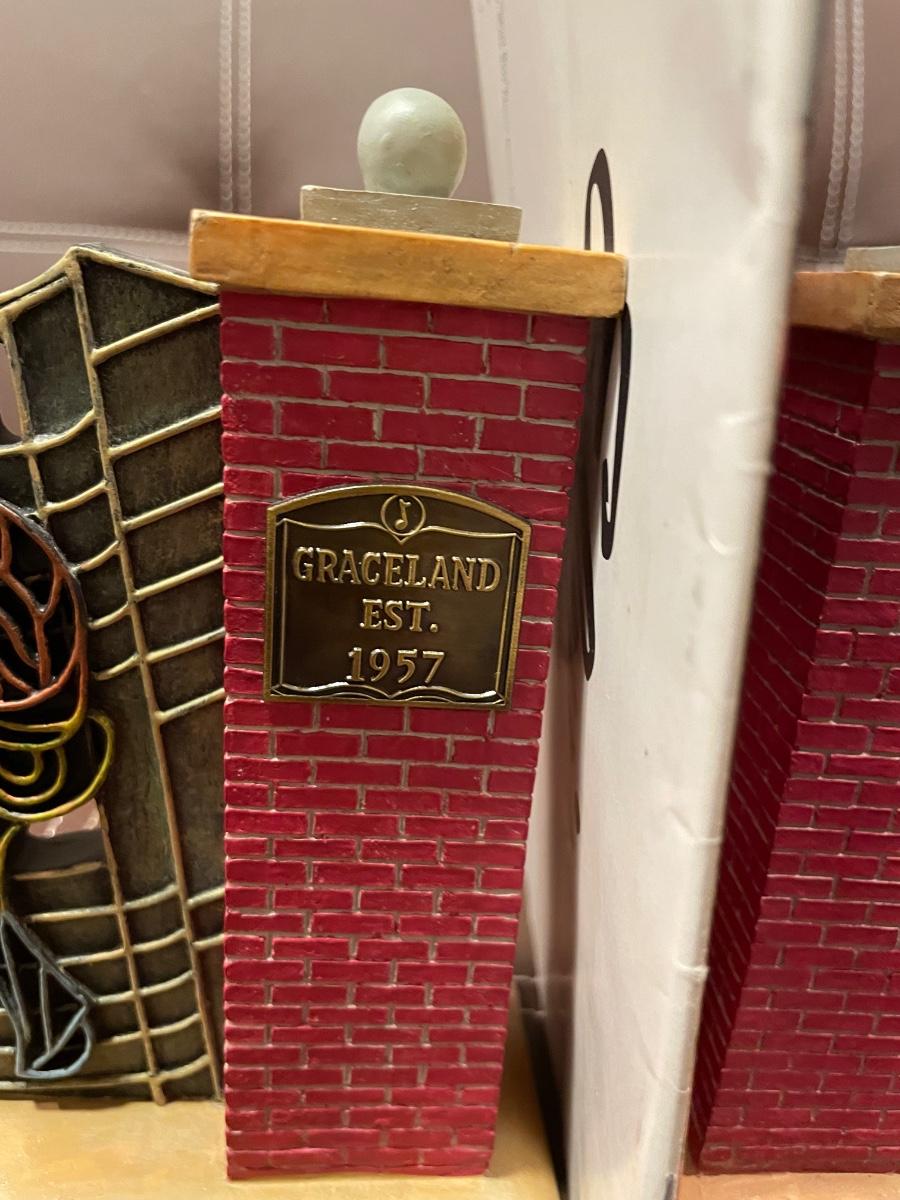 GRACELAND
EST.
1957